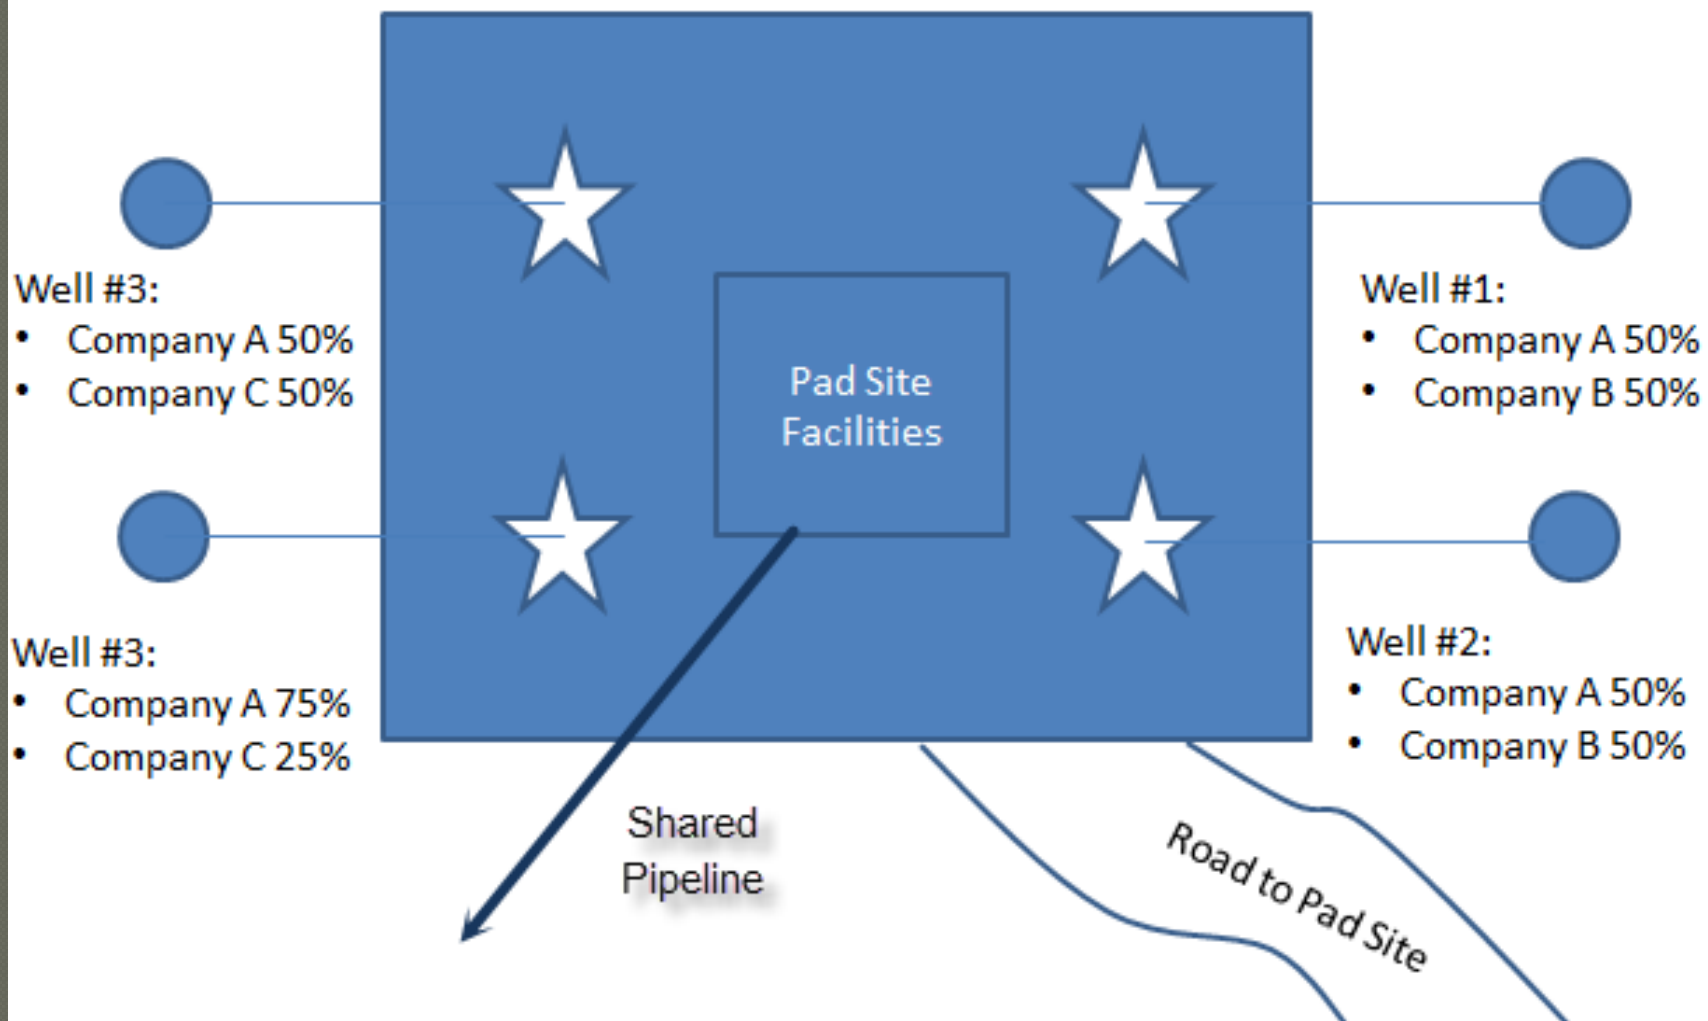 Well #3:
• Company A 50%
• Company C 50%
Well #1:
• Company A 50%
• Company B 50%
Pad Site
Facilities
Well #3:
• Company A 75%
• Company C 25%
Well #2:
• Company A 50%
• Company B 50%
Shared
Pipeline
Road to Pad Site